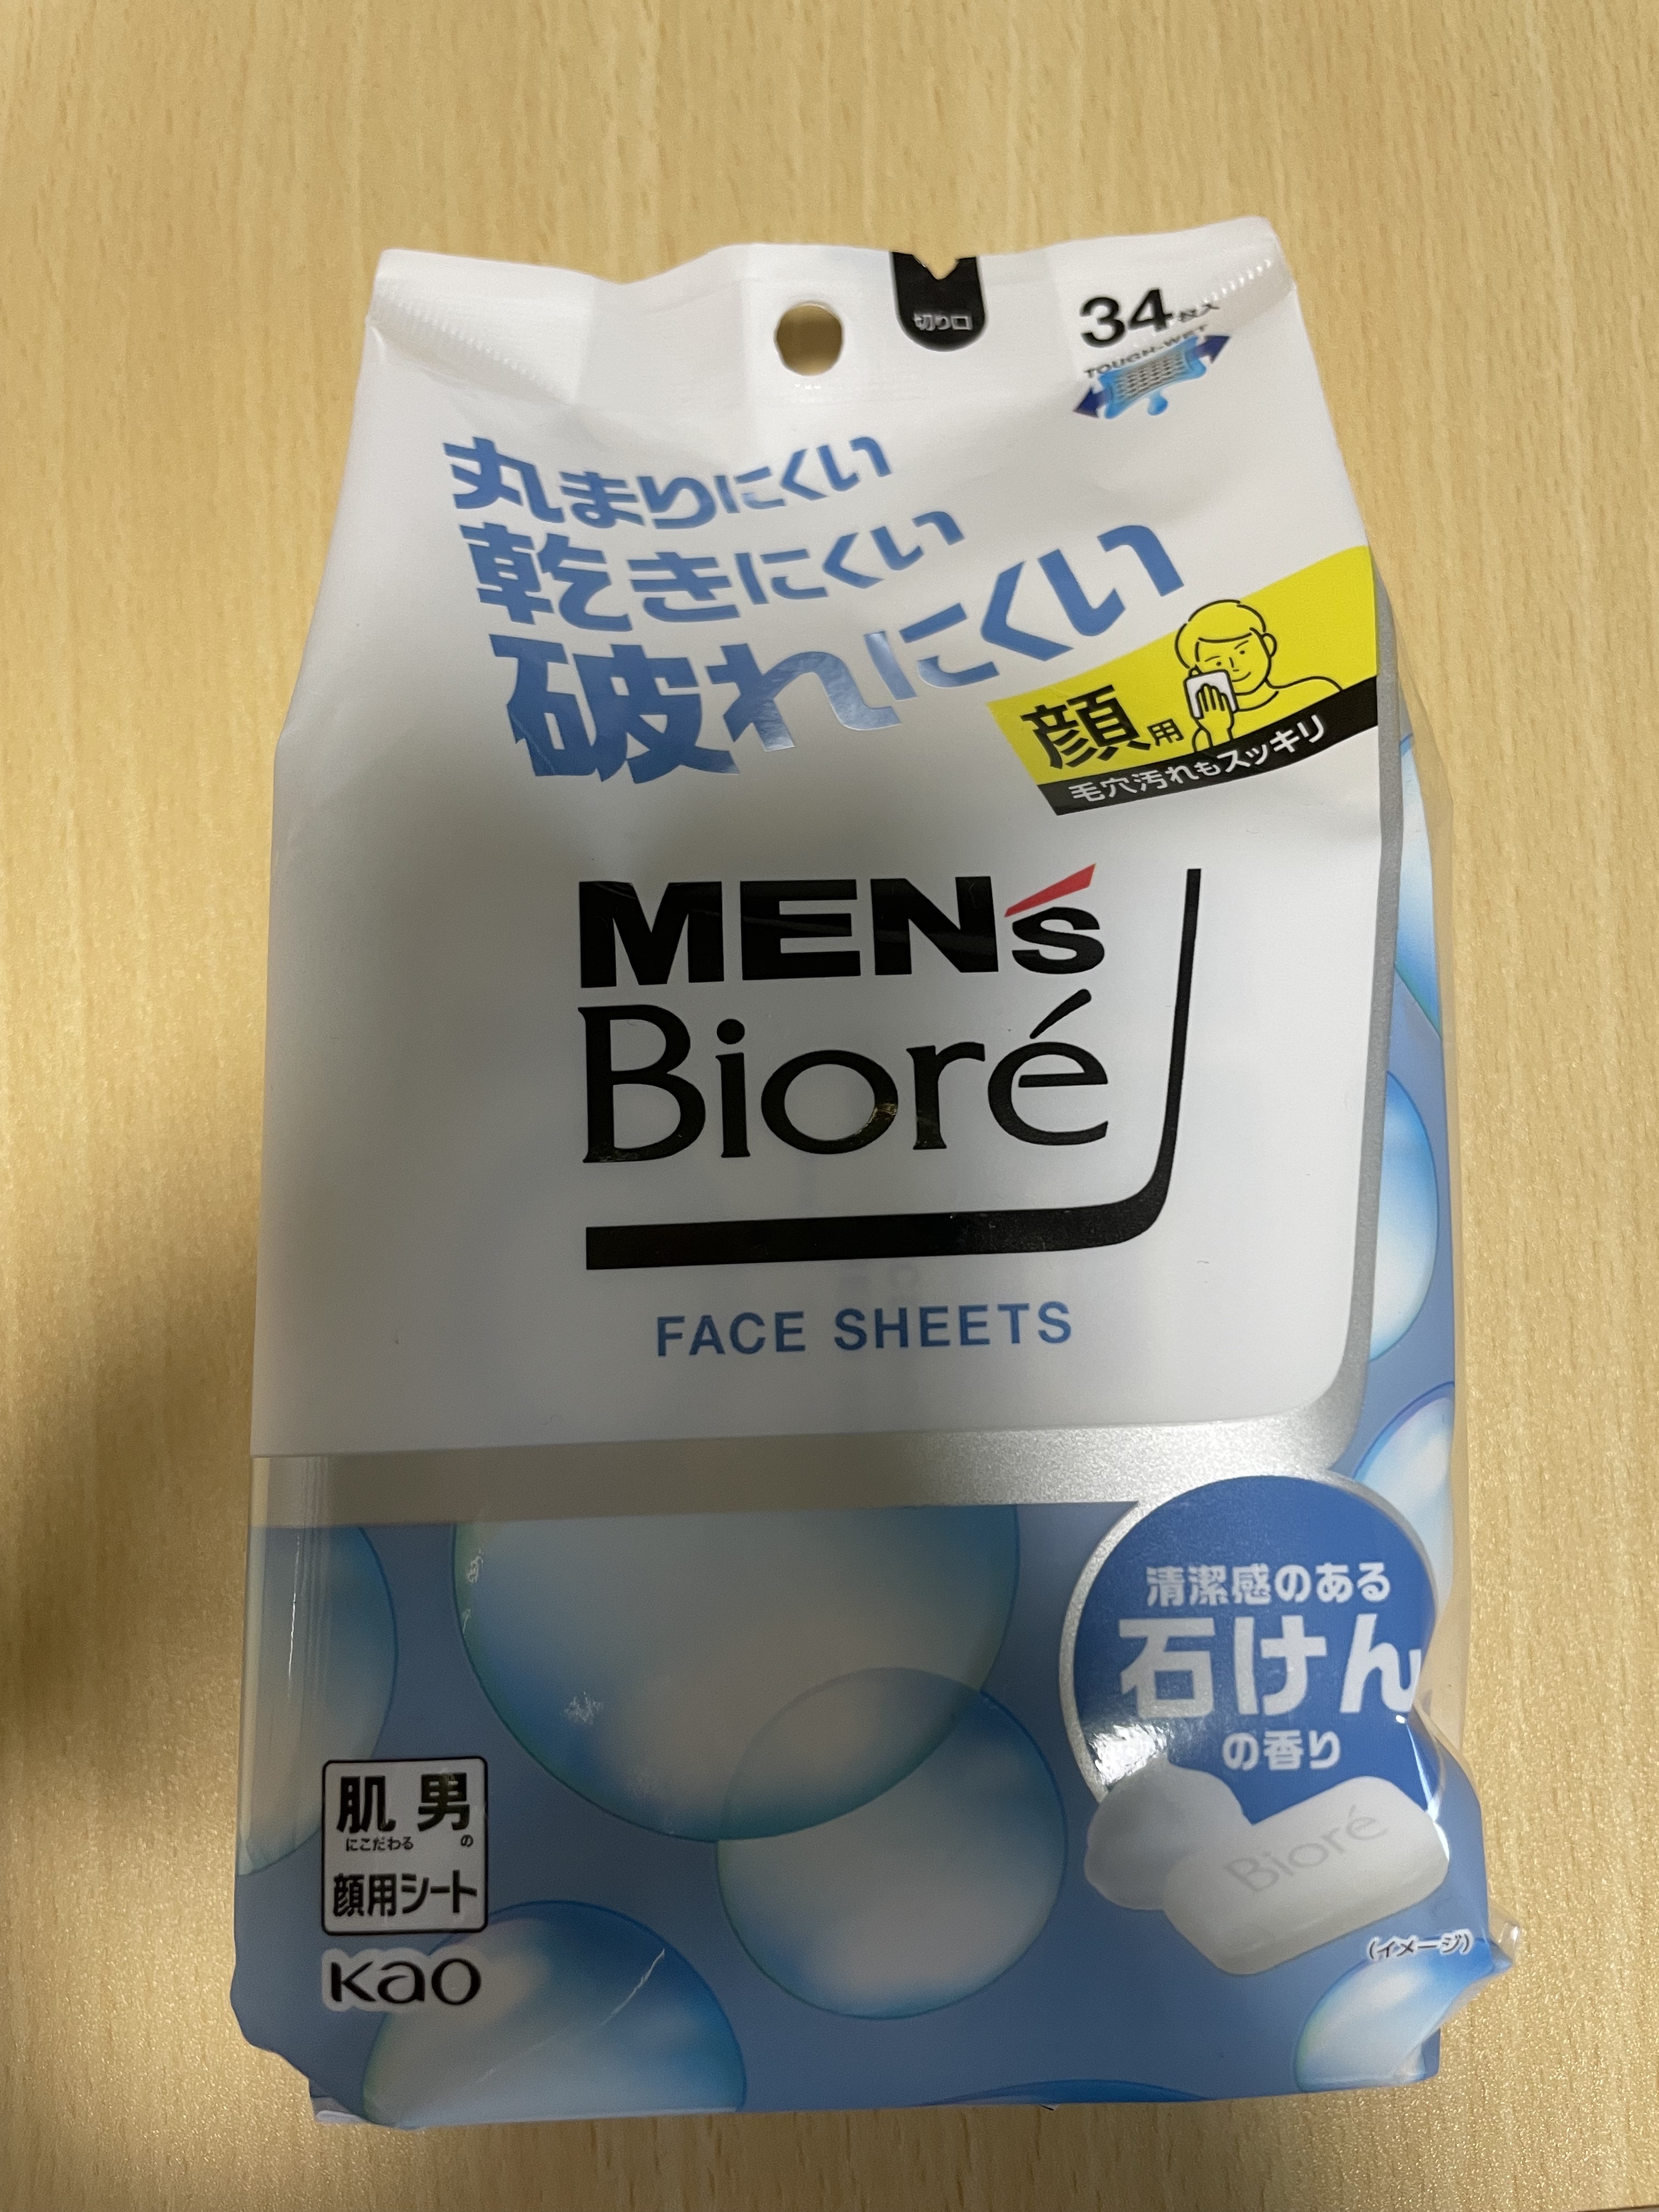 切り口
34枚入
TOUGH-WET
丸まりにくい
乾きにくい
破れにくい
顔用
毛穴汚れもスッキリ
MEN's
Bioré
FACE SHEETS
清潔感のある
石けん
の香り
Bioré
(イメージ)
肌にこだわる男の
顔用シート
Kao